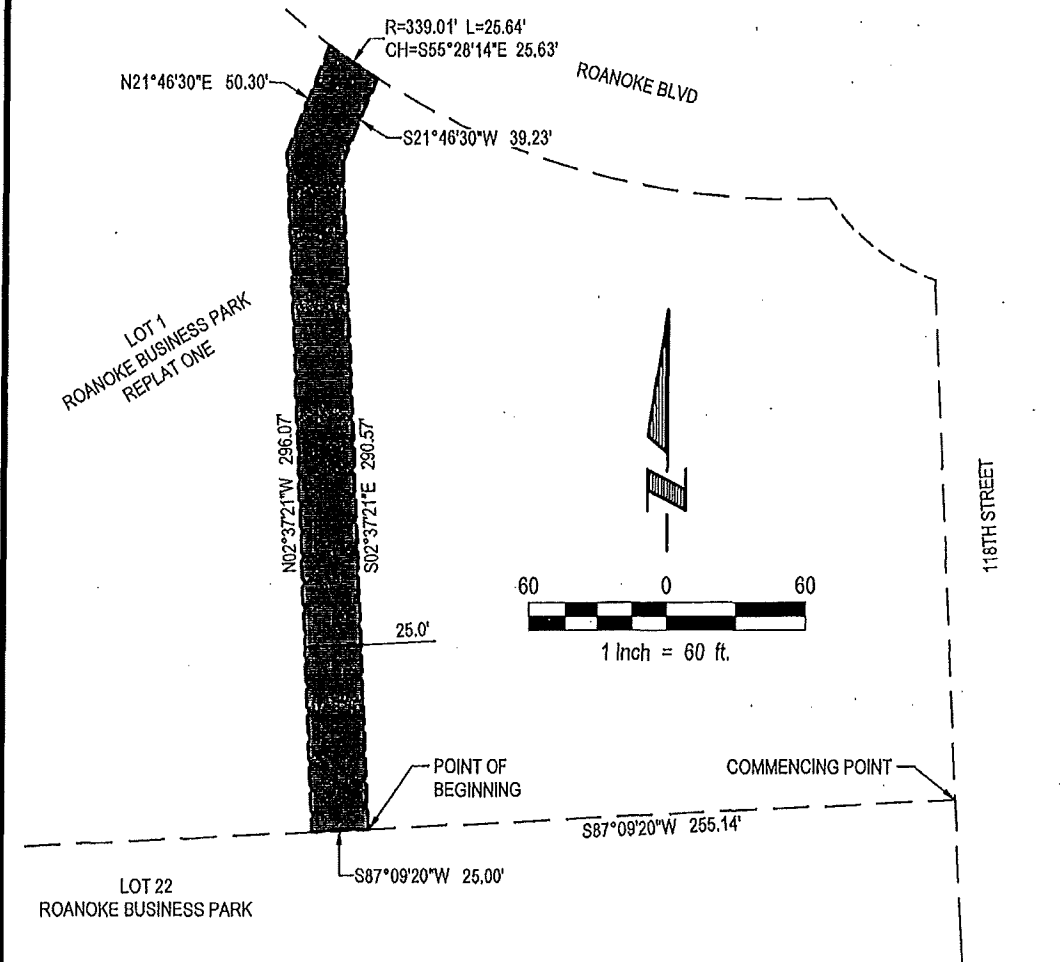 R=339.01' L=25.64'
CH=S55°28'14"E 25.63'
N21°46'30"E 50.30'
ROANOKE BLVD
S21°46'30"W 39.23'
LOT 1
ROANOKE BUSINESS PARK
REPLAT ONE
N02°37'21"W 296.07'
S02°37'21"E 290.57'
N
118TH STREET
60 0 60
1 Inch = 60 ft.
25.0'
POINT OF
BEGINNING
COMMENCING POINT
S87°09'20"W 255.14'
S87°09'20"W 25.00'
LOT 22
ROANOKE BUSINESS PARK